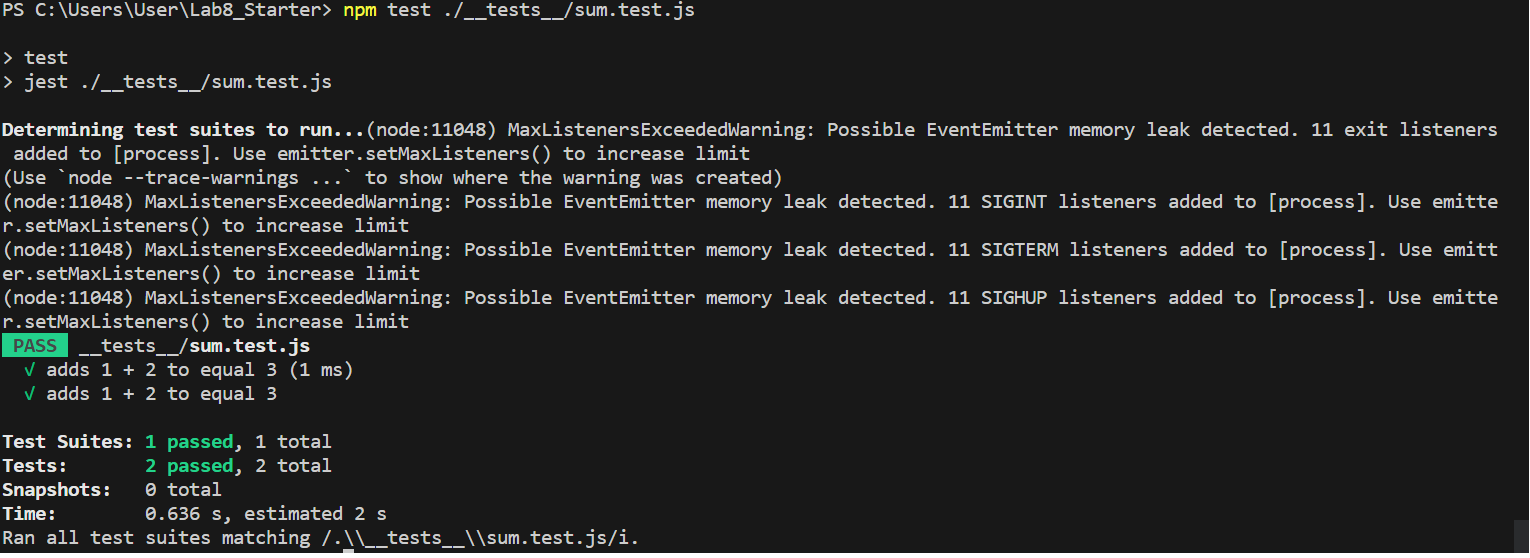 PS C:\Users\User\Lab8_Starter> npm test ./__tests__/sum.test.js
> test
> jest ./__tests__/sum.test.js
Determining test suites to run...(node:11048) MaxListenersExceededWarning: Possible EventEmitter memory leak detected. 11 exit listeners
 added to [process]. Use emitter.setMaxListeners() to increase limit
(Use `node --trace-warnings ...` to show where the warning was created)
(node:11048) MaxListenersExceededWarning: Possible EventEmitter memory leak detected. 11 SIGINT listeners added to [process]. Use emitte
r.setMaxListeners() to increase limit
(node:11048) MaxListenersExceededWarning: Possible EventEmitter memory leak detected. 11 SIGTERM listeners added to [process]. Use emitt
er.setMaxListeners() to increase limit
(node:11048) MaxListenersExceededWarning: Possible EventEmitter memory leak detected. 11 SIGHUP listeners added to [process]. Use emitte
r.setMaxListeners() to increase limit
PASS __tests__/sum.test.js
√ adds 1 + 2 to equal 3 (1 ms)
√ adds 1 + 2 to equal 3
Test Suites: 1 passed, 1 total
Tests: 2 passed, 2 total
Snapshots: 0 total
Time: 0.636 s, estimated 2 s
Ran all test suites matching /.\\__tests__\\sum.test.js/i.